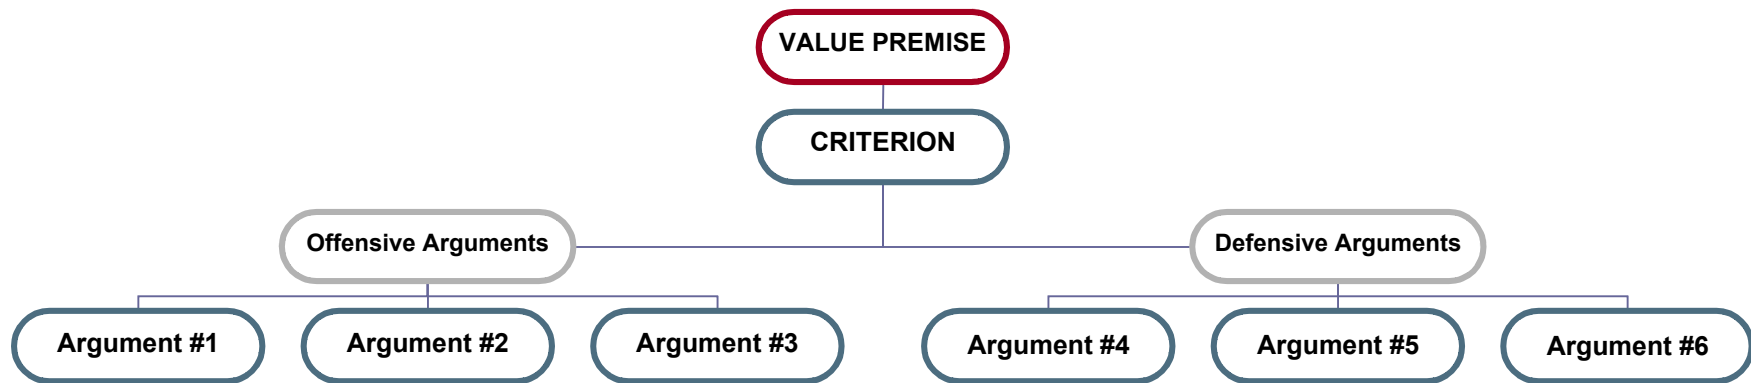 VALUE PREMISE
CRITERION
Offensive Arguments
Defensive Arguments
Argument #1
Argument #2
Argument #3
Argument #4
Argument #5
Argument #6